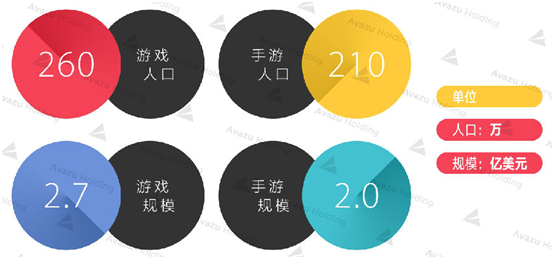 260
游戏
人口
手游
人口
210
单位
人口：万
规模：亿美元
2.7
游戏
规模
手游
规模
2.0
Avazu Holding